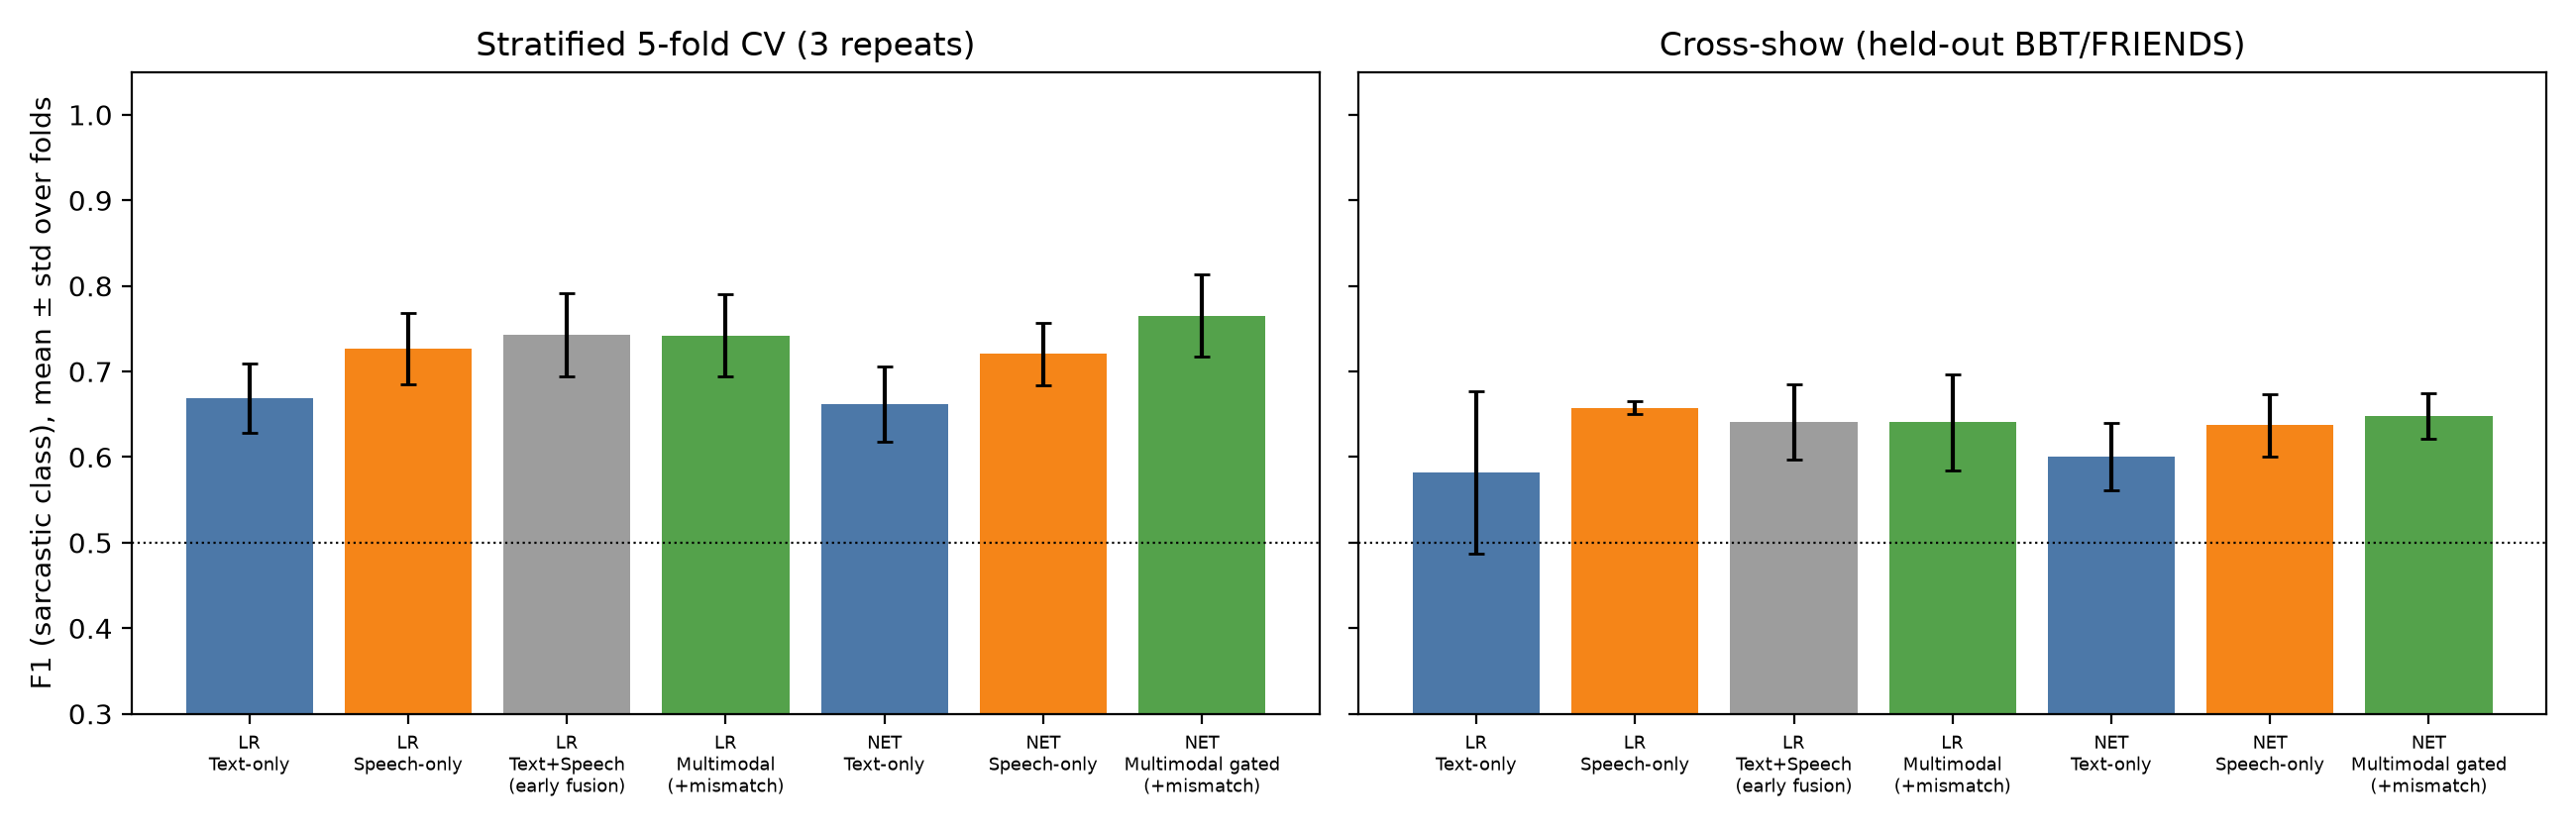 Stratified 5-fold CV (3 repeats)
F1 (sarcastic class), mean ± std over folds
1.0
0.9
0.8
0.7
0.6
0.5
0.4
0.3
LR
Text-only
LR
Speech-only
LR
Text+Speech
(early fusion)
LR
Multimodal
(+mismatch)
NET
Text-only
NET
Speech-only
NET
Multimodal gated
(+mismatch)
Cross-show (held-out BBT/FRIENDS)
LR
Text-only
LR
Speech-only
LR
Text+Speech
(early fusion)
LR
Multimodal
(+mismatch)
NET
Text-only
NET
Speech-only
NET
Multimodal gated
(+mismatch)